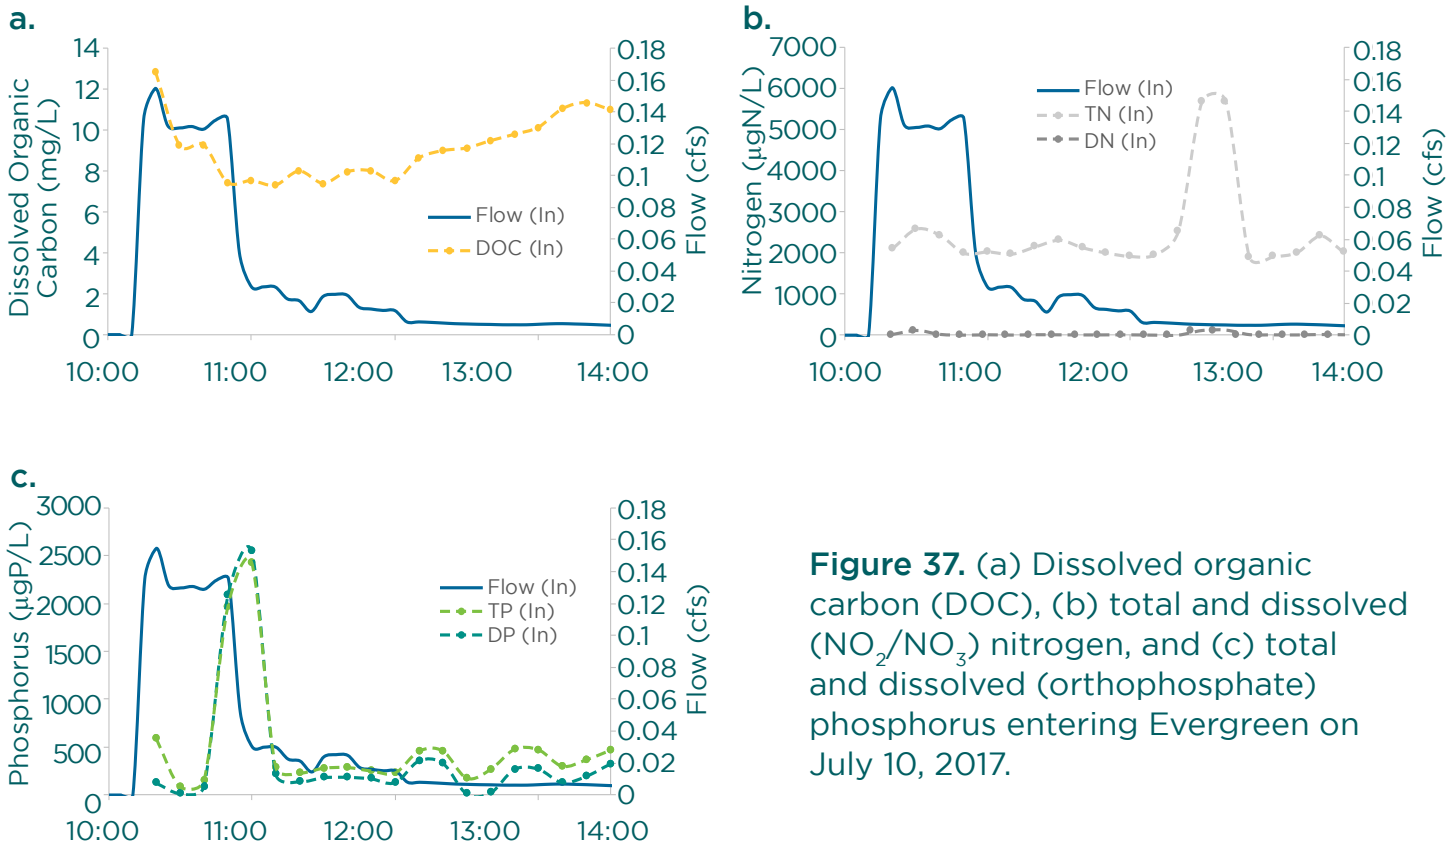 a.
Dissolved Organic
Carbon (mg/L)
14
12
10
8
6
4
2
0
0.18
0.16
0.14
0.12
0.1
0.08
0.06
0.04
0.02
0
Flow (cfs)
Flow (In)
DOC (In)
10:00
11:00
12:00
13:00
14:00
b.
Nitrogen (µgN/L)
7000
6000
5000
4000
3000
2000
1000
0
0.18
0.16
0.14
0.12
0.1
0.08
0.06
0.04
0.02
0
Flow (cfs)
Flow (In)
TN (In)
DN (In)
10:00
11:00
12:00
13:00
14:00
c.
Phosphorus (µgP/L)
3000
2500
2000
1500
1000
500
0
0.18
0.16
0.14
0.12
0.1
0.08
0.06
0.04
0.02
0
Flow (cfs)
Flow (In)
TP (In)
DP (In)
10:00
11:00
12:00
13:00
14:00
Figure 37. (a) Dissolved organic
carbon (DOC), (b) total and dissolved
(NO₂/NO₃) nitrogen, and (c) total
and dissolved (orthophosphate)
phosphorus entering Evergreen on
July 10, 2017.